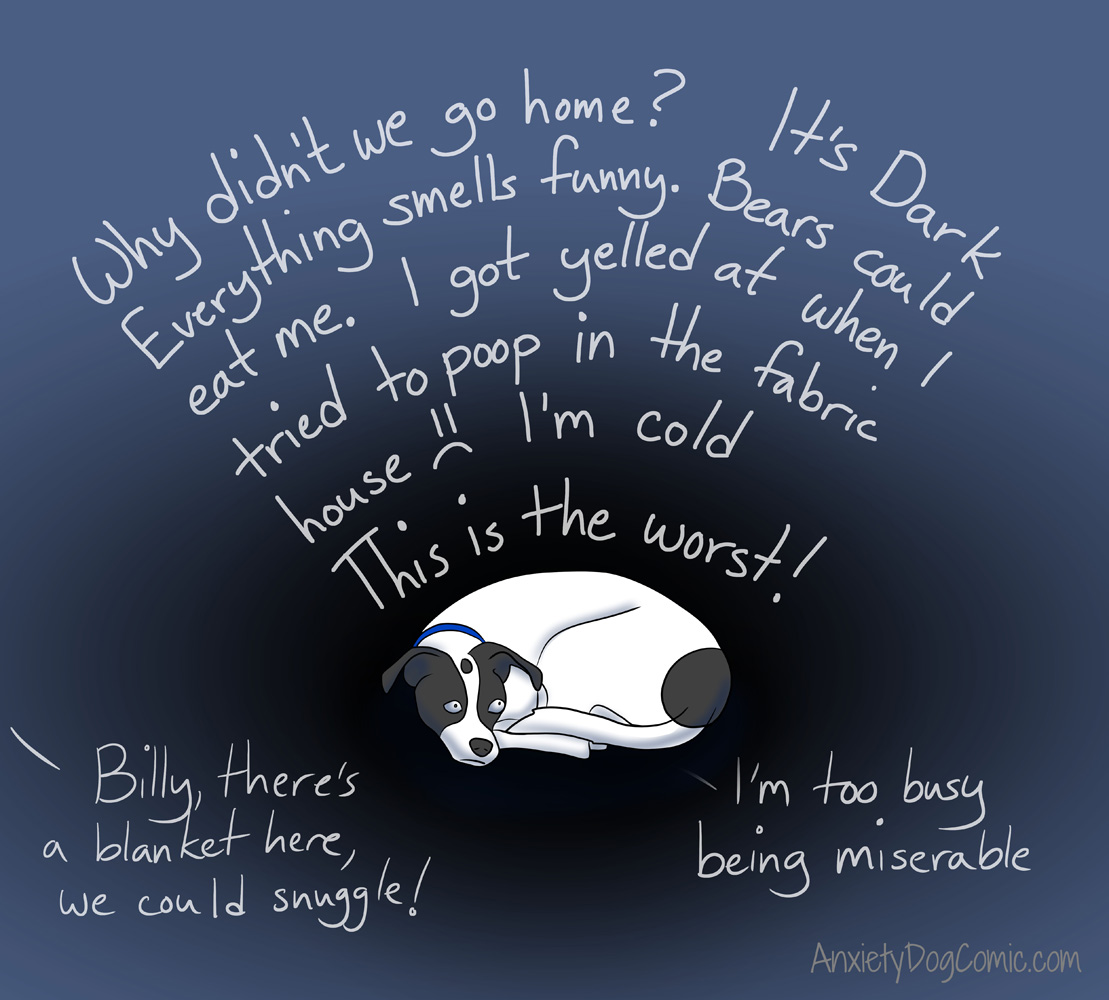 Why didn't we go home? It's Dark
Everything smells funny. Bears could
eat me. I got yelled at when I
tried to poop in the fabric
house I'm cold
This is the worst!
Billy, there's
a blanket here,
we could snuggle!
I'm too busy
being miserable
AnxietyDogComic.com